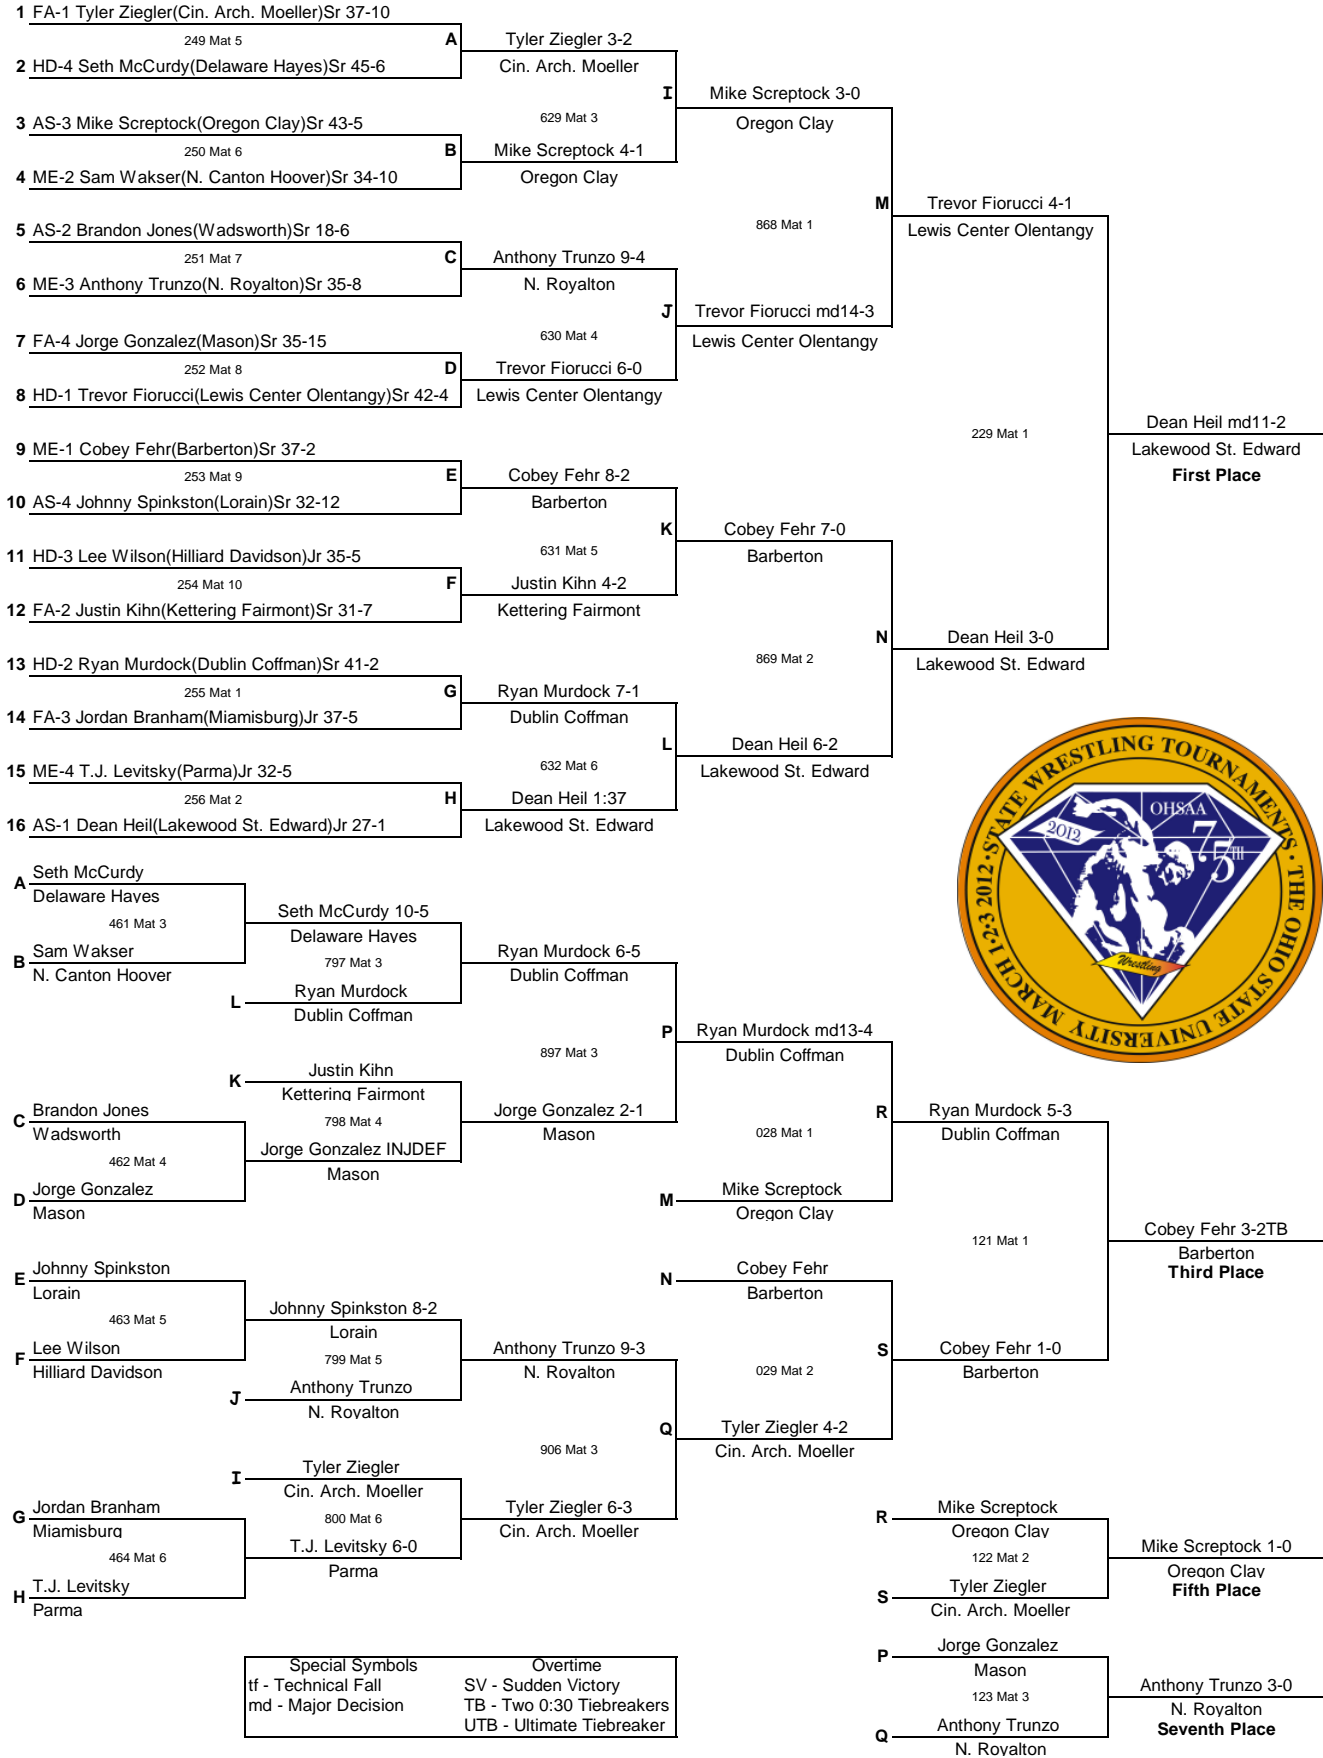 1 FA-1 Tyler Ziegler(Cin. Arch. Moeller)Sr 37-10
249 Mat 5
A
2 HD-4 Seth McCurdy(Delaware Hayes)Sr 45-6
Tyler Ziegler 3-2
Cin. Arch. Moeller
629 Mat 3
I
3 AS-3 Mike Screptock(Oregon Clay)Sr 43-5
250 Mat 6
B
4 ME-2 Sam Wakser(N. Canton Hoover)Sr 34-10
Mike Screptock 4-1
Oregon Clay
Mike Screptock 3-0
Oregon Clay
868 Mat 1
M
5 AS-2 Brandon Jones(Wadsworth)Sr 18-6
251 Mat 7
C
6 ME-3 Anthony Trunzo(N. Royalton)Sr 35-8
Anthony Trunzo 9-4
N. Royalton
630 Mat 4
J
7 FA-4 Jorge Gonzalez(Mason)Sr 35-15
252 Mat 8
D
8 HD-1 Trevor Fiorucci(Lewis Center Olentangy)Sr 42-4
Trevor Fiorucci 6-0
Lewis Center Olentangy
Trevor Fiorucci md14-3
Lewis Center Olentangy
Trevor Fiorucci 4-1
Lewis Center Olentangy
229 Mat 1
Dean Heil md11-2
Lakewood St. Edward
First Place
9 ME-1 Cobey Fehr(Barberton)Sr 37-2
253 Mat 9
E
10 AS-4 Johnny Spinkston(Lorain)Sr 32-12
Cobey Fehr 8-2
Barberton
631 Mat 5
K
11 HD-3 Lee Wilson(Hilliard Davidson)Jr 35-5
254 Mat 10
F
12 FA-2 Justin Kihn(Kettering Fairmont)Sr 31-7
Justin Kihn 4-2
Kettering Fairmont
Cobey Fehr 7-0
Barberton
869 Mat 2
N
13 HD-2 Ryan Murdock(Dublin Coffman)Sr 41-2
255 Mat 1
G
14 FA-3 Jordan Branham(Miamisburg)Jr 37-5
Ryan Murdock 7-1
Dublin Coffman
632 Mat 6
L
15 ME-4 T.J. Levitsky(Parma)Jr 32-5
256 Mat 2
H
16 AS-1 Dean Heil(Lakewood St. Edward)Jr 27-1
Dean Heil 1:37
Lakewood St. Edward
Dean Heil 6-2
Lakewood St. Edward
Dean Heil 3-0
Lakewood St. Edward
MARCH 1·2·3 2012 · STATE WRESTLING TOURNAMENTS · THE OHIO STATE UNIVERSITY
OHSAA
2012
75TH
Wrestling
A Seth McCurdy
Delaware Hayes
461 Mat 3
B Sam Wakser
N. Canton Hoover
Seth McCurdy 10-5
Delaware Hayes
797 Mat 3
L Ryan Murdock
Dublin Coffman
Ryan Murdock 6-5
Dublin Coffman
897 Mat 3
P
K Justin Kihn
Kettering Fairmont
798 Mat 4
C Brandon Jones
Wadsworth
462 Mat 4
D Jorge Gonzalez
Mason
Jorge Gonzalez INJDEF
Mason
Jorge Gonzalez 2-1
Mason
Ryan Murdock md13-4
Dublin Coffman
028 Mat 1
R
M Mike Screptock
Oregon Clay
Ryan Murdock 5-3
Dublin Coffman
121 Mat 1
Cobey Fehr 3-2TB
Barberton
Third Place
E Johnny Spinkston
Lorain
463 Mat 5
F Lee Wilson
Hilliard Davidson
Johnny Spinkston 8-2
Lorain
799 Mat 5
J Anthony Trunzo
N. Royalton
Anthony Trunzo 9-3
N. Royalton
906 Mat 3
Q
N Cobey Fehr
Barberton
029 Mat 2
S
Cobey Fehr 1-0
Barberton
Tyler Ziegler 4-2
Cin. Arch. Moeller
I Tyler Ziegler
Cin. Arch. Moeller
800 Mat 6
G Jordan Branham
Miamisburg
464 Mat 6
H T.J. Levitsky
Parma
T.J. Levitsky 6-0
Parma
Tyler Ziegler 6-3
Cin. Arch. Moeller
R Mike Screptock
Oregon Clay
122 Mat 2
S Tyler Ziegler
Cin. Arch. Moeller
Mike Screptock 1-0
Oregon Clay
Fifth Place
P Jorge Gonzalez
Mason
123 Mat 3
Q Anthony Trunzo
N. Royalton
Anthony Trunzo 3-0
N. Royalton
Seventh Place
Special Symbols
tf - Technical Fall
md - Major Decision
Overtime
SV - Sudden Victory
TB - Two 0:30 Tiebreakers
UTB - Ultimate Tiebreaker